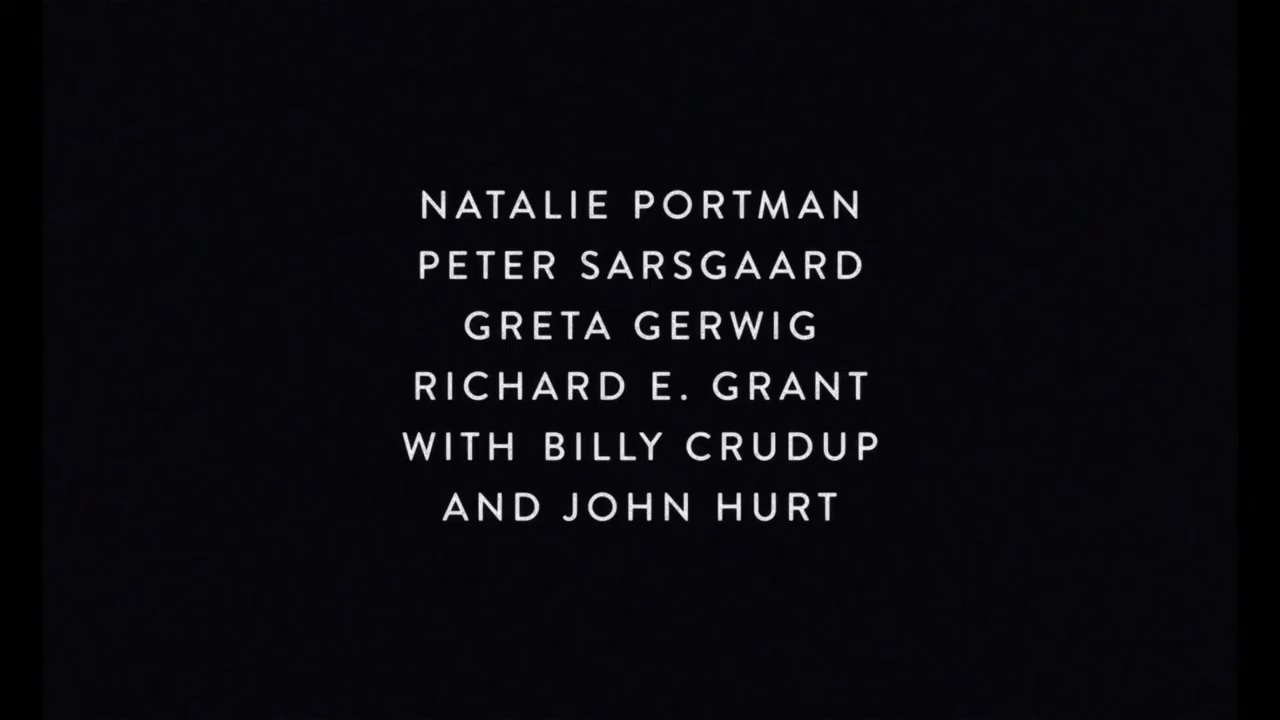 NATALIE PORTMAN
PETER SARSGAARD
GRETA GERWIG
RICHARD E. GRANT
WITH BILLY CRUDUP
AND JOHN HURT